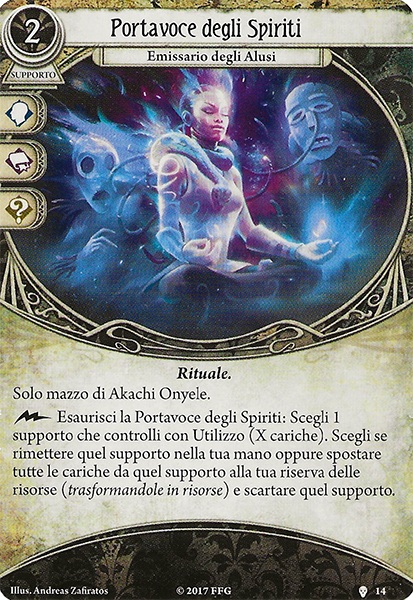 2
Portavoce degli Spiriti
Emissario degli Alusi
SUPPORTO
?
Rituale.
Solo mazzo di Akachi Onyele.
Esaurisci la Portavoce degli Spiriti: Scegli 1
supporto che controlli con Utilizzo (X cariche). Scegli se
rimettere quel supporto nella tua mano oppure spostare
tutte le cariche da quel supporto alla tua riserva delle
risorse (trasformandole in risorse) e scartare quel supporto.
Illus. Andreas Zafiratos
© 2017 FFG
14